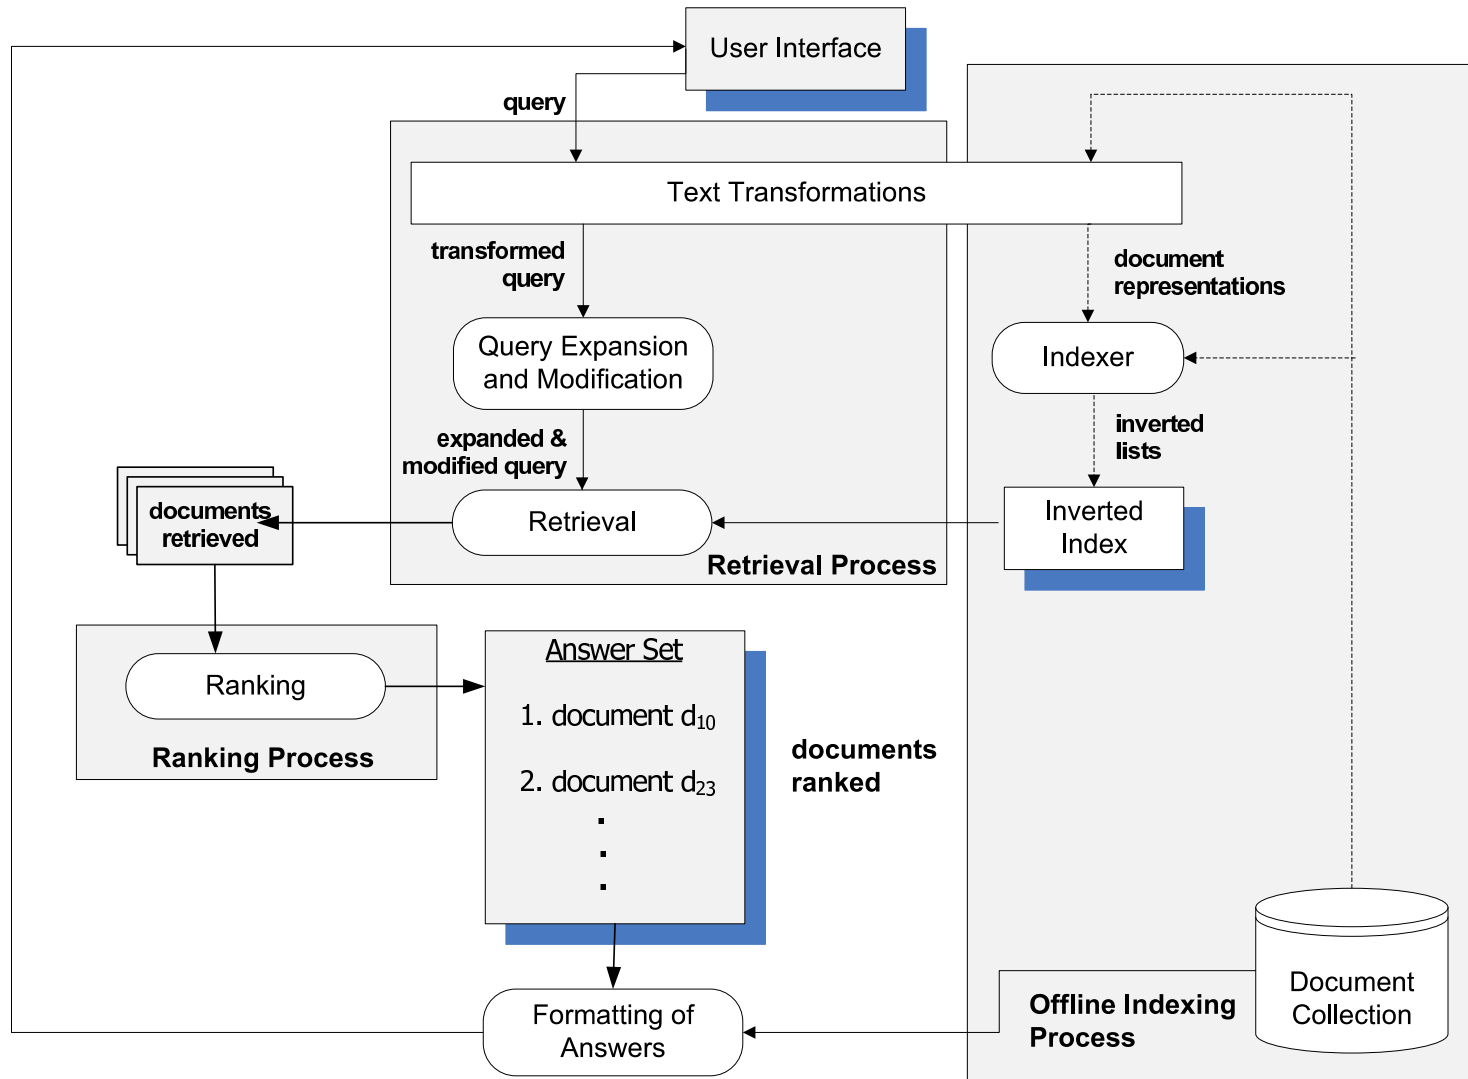 User Interface
query
Text Transformations
transformed
query
document
representations
Query Expansion
and Modification
Indexer
expanded &
modified query
inverted
lists
documents
retrieved
Retrieval
Inverted
Index
Retrieval Process
Ranking
Ranking Process
Answer Set
1. document d10
2. document d23
.
.
.
documents
ranked
Formatting of
Answers
Offline Indexing
Process
Document
Collection